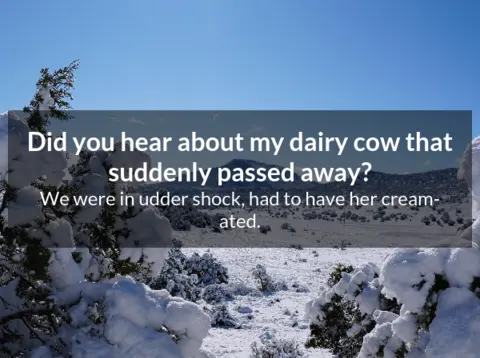 Did you hear about my dairy cow that
suddenly passed away?
We were in udder shock, had to have her cream-
ated.